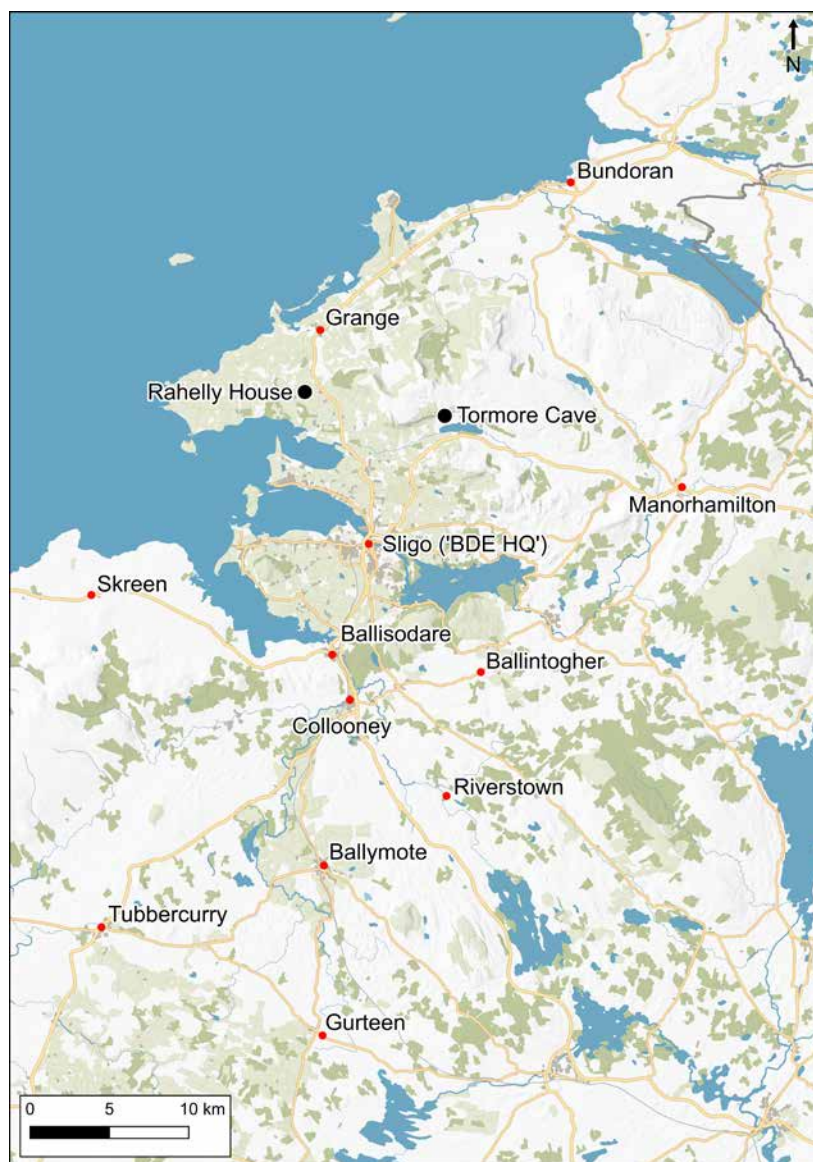 N
Bundoran
Grange
Rahelly House
Tormore Cave
Manorhamilton
Sligo ('BDE HQ')
Skreen
Ballisodare
Ballintogher
Collooney
Riverstown
Ballymote
Tubbercurry
Gurteen
0 5 10 km